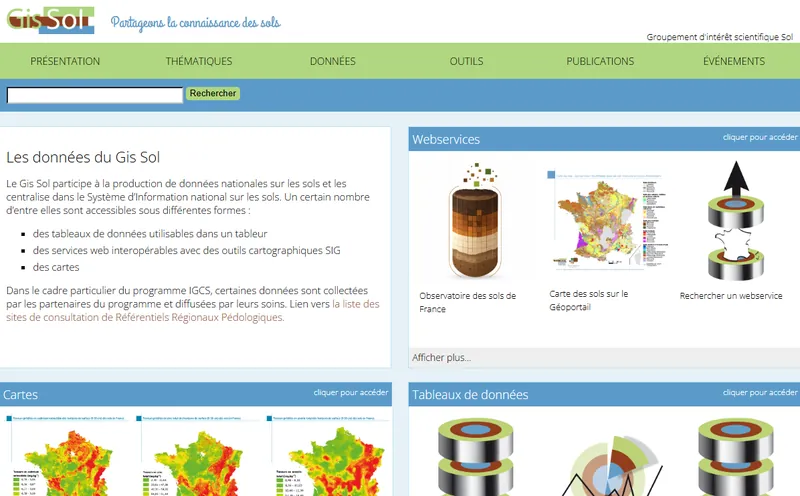 Gis Sol
Partageons la connaissance des sols
Groupement d'intérêt scientifique Sol
PRÉSENTATION
THÉMATIQUES
DONNÉES
OUTILS
PUBLICATIONS
ÉVÉNEMENTS
Rechercher
Les données du Gis Sol
Le Gis Sol participe à la production de données nationales sur les sols et les
centralise dans le Système d'Information national sur les sols. Un certain nombre
d'entre elles sont accessibles sous différentes formes :
des tableaux de données utilisables dans un tableur
des services web interopérables avec des outils cartographiques SIG
des cartes
Dans le cadre particulier du programme IGCS, certaines données sont collectées
par les partenaires du programme et diffusées par leurs soins. Lien vers la liste des
sites de consultation de Référentiels Régionaux Pédologiques.
Webservices
cliquer pour accéder
Observatoire des sols de
France
Carte des sols sur le
Géoportail
Rechercher un webservice
Afficher plus...
Cartes
cliquer pour accéder
Tableaux de données
cliquer pour accéder